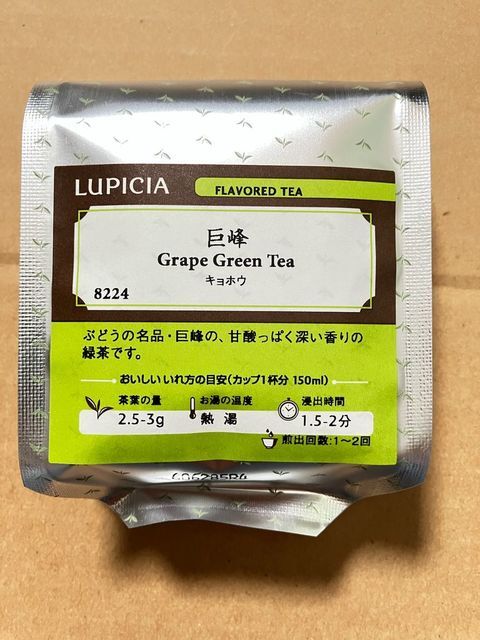 LUPICIA
FLAVORED TEA
巨峰
Grape Green Tea
キョホウ
8224
ぶどうの名品・巨峰の、甘酸っぱく深い香りの
緑茶です。
おいしいいれ方の目安(カップ1杯分 150ml)
茶葉の量
2.5-3g
お湯の温度
熱湯
浸出時間
1.5-2分
煎出回数:1〜2回